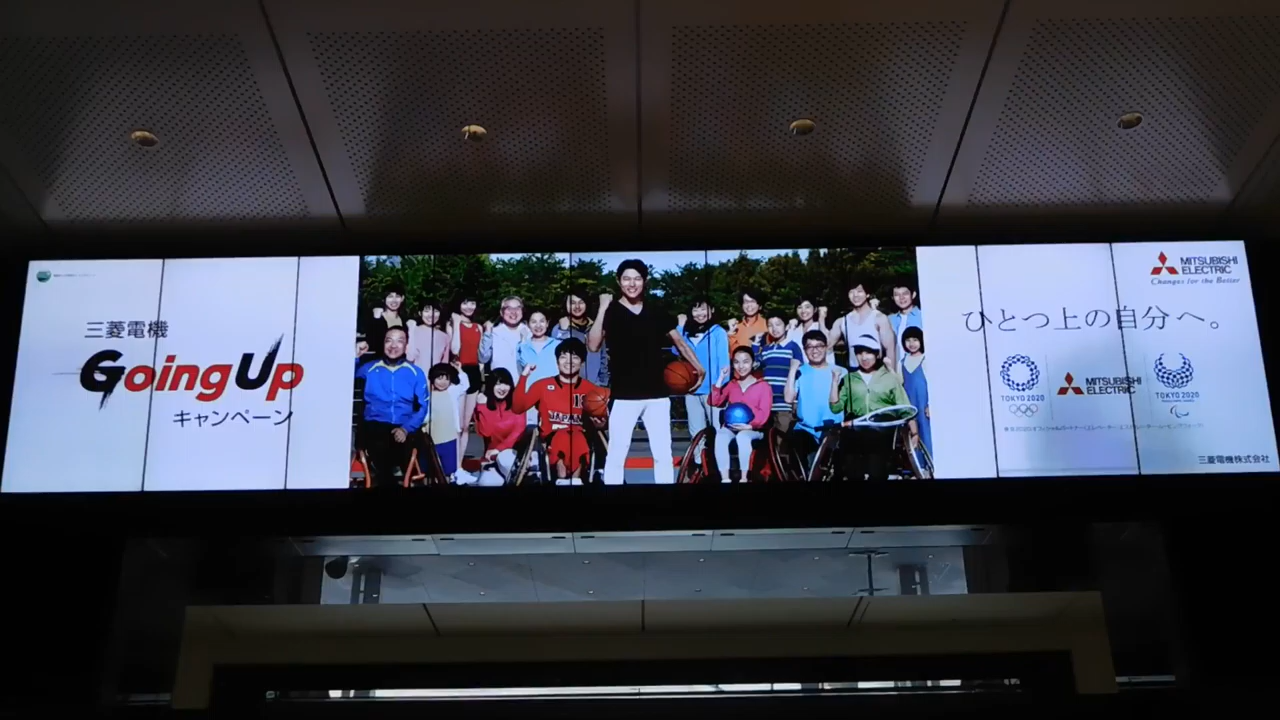 三菱電機
Going Up
キャンペーン
JAPAN
MITSUBISHI
ELECTRIC
Changes for the Better
ひとつ上の自分へ。
TOKYO 2020
MITSUBISHI
ELECTRIC
TOKYO 2020
三菱電機株式会社